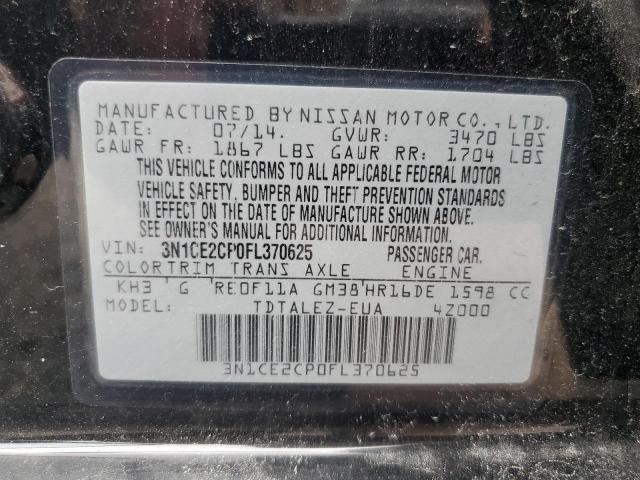 MANUFACTURED BY NISSAN MOTOR CO., LTD.
DATE: 07/14. GVWR: 3470 LBS
GAWR FR: 1867 LBS GAWR RR: 1704 LBS
THIS VEHICLE CONFORMS TO ALL APPLICABLE FEDERAL MOTOR
VEHICLE SAFETY, BUMPER AND THEFT PREVENTION STANDARDS
IN EFFECT ON THE DATE OF MANUFACTURE SHOWN ABOVE.
SEE OWNER'S MANUAL FOR ADDITIONAL INFORMATION.
VIN: 3N1CE2CP0FL370625 PASSENGER CAR.
COLOR TRIM TRANS AXLE ENGINE
KH3 ' G 'RE0F11A GM38'HR16DE 1598 CC
MODEL: TDTALEZ-EUA 4Z000
3N1CE2CP0FL370625